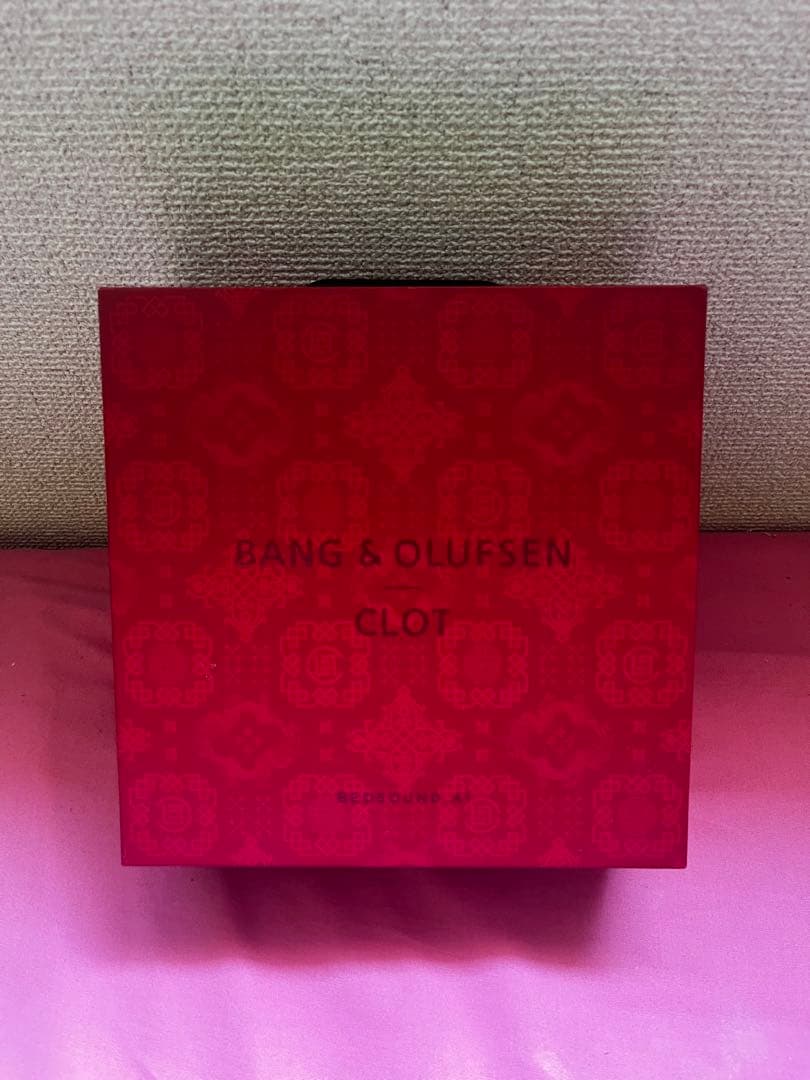 BANG & OLUFSEN
CLOT
BEOSOUND A1